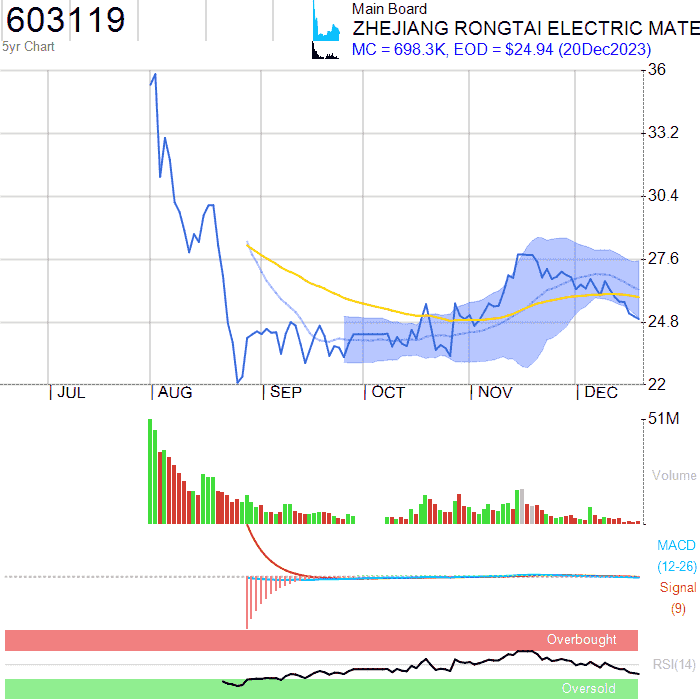 603119
5yr Chart
Main Board
ZHEJIANG RONGTAI ELECTRIC MATE
MC = 698.3K, EOD = $24.94 (20Dec2023)
36
33.2
30.4
27.6
24.8
22
JUL
AUG
SEP
OCT
NOV
DEC
51M
Volume
MACD
(12-26)
Signal
(9)
Overbought
RSI(14)
Oversold